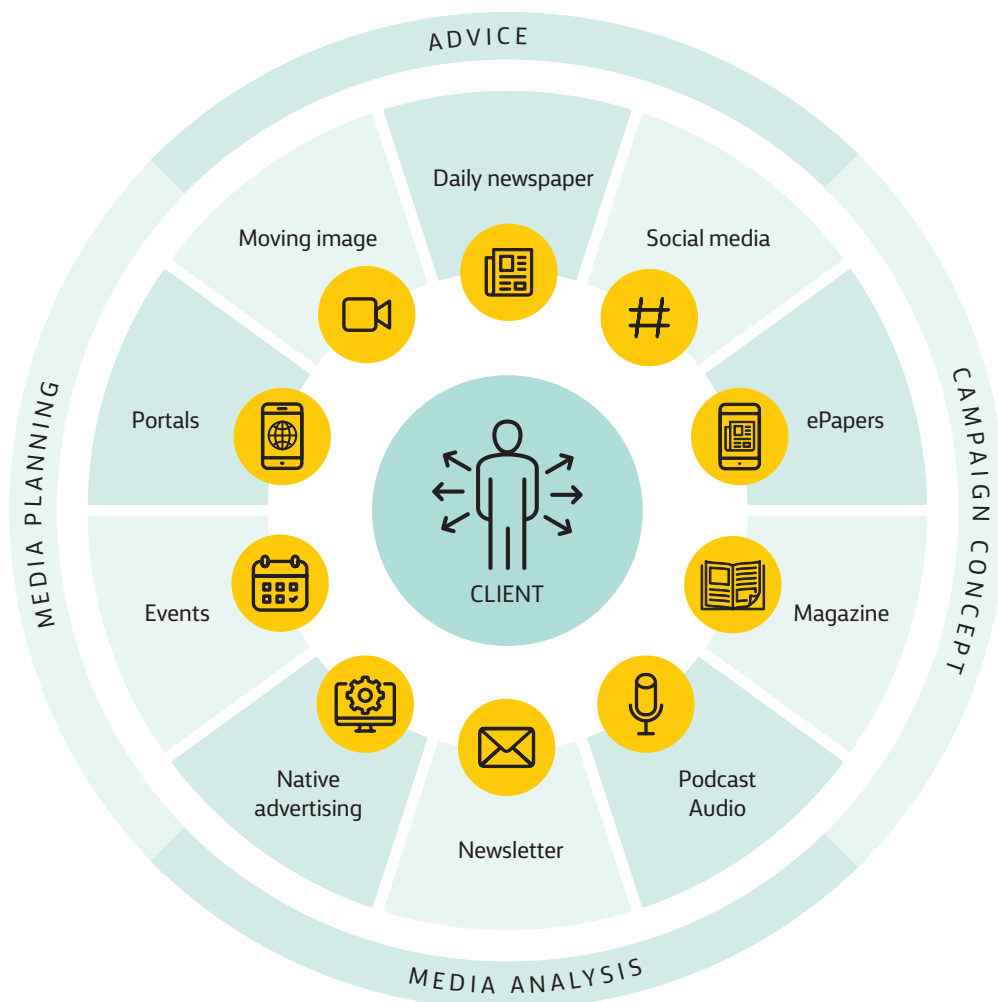 ADVICE
Daily newspaper
Moving image
Social media
Portals
ePapers
MEDIA PLANNING
CAMPAIGN CONCEPT
CLIENT
Events
Magazine
Native
advertising
Podcast
Audio
Newsletter
MEDIA ANALYSIS